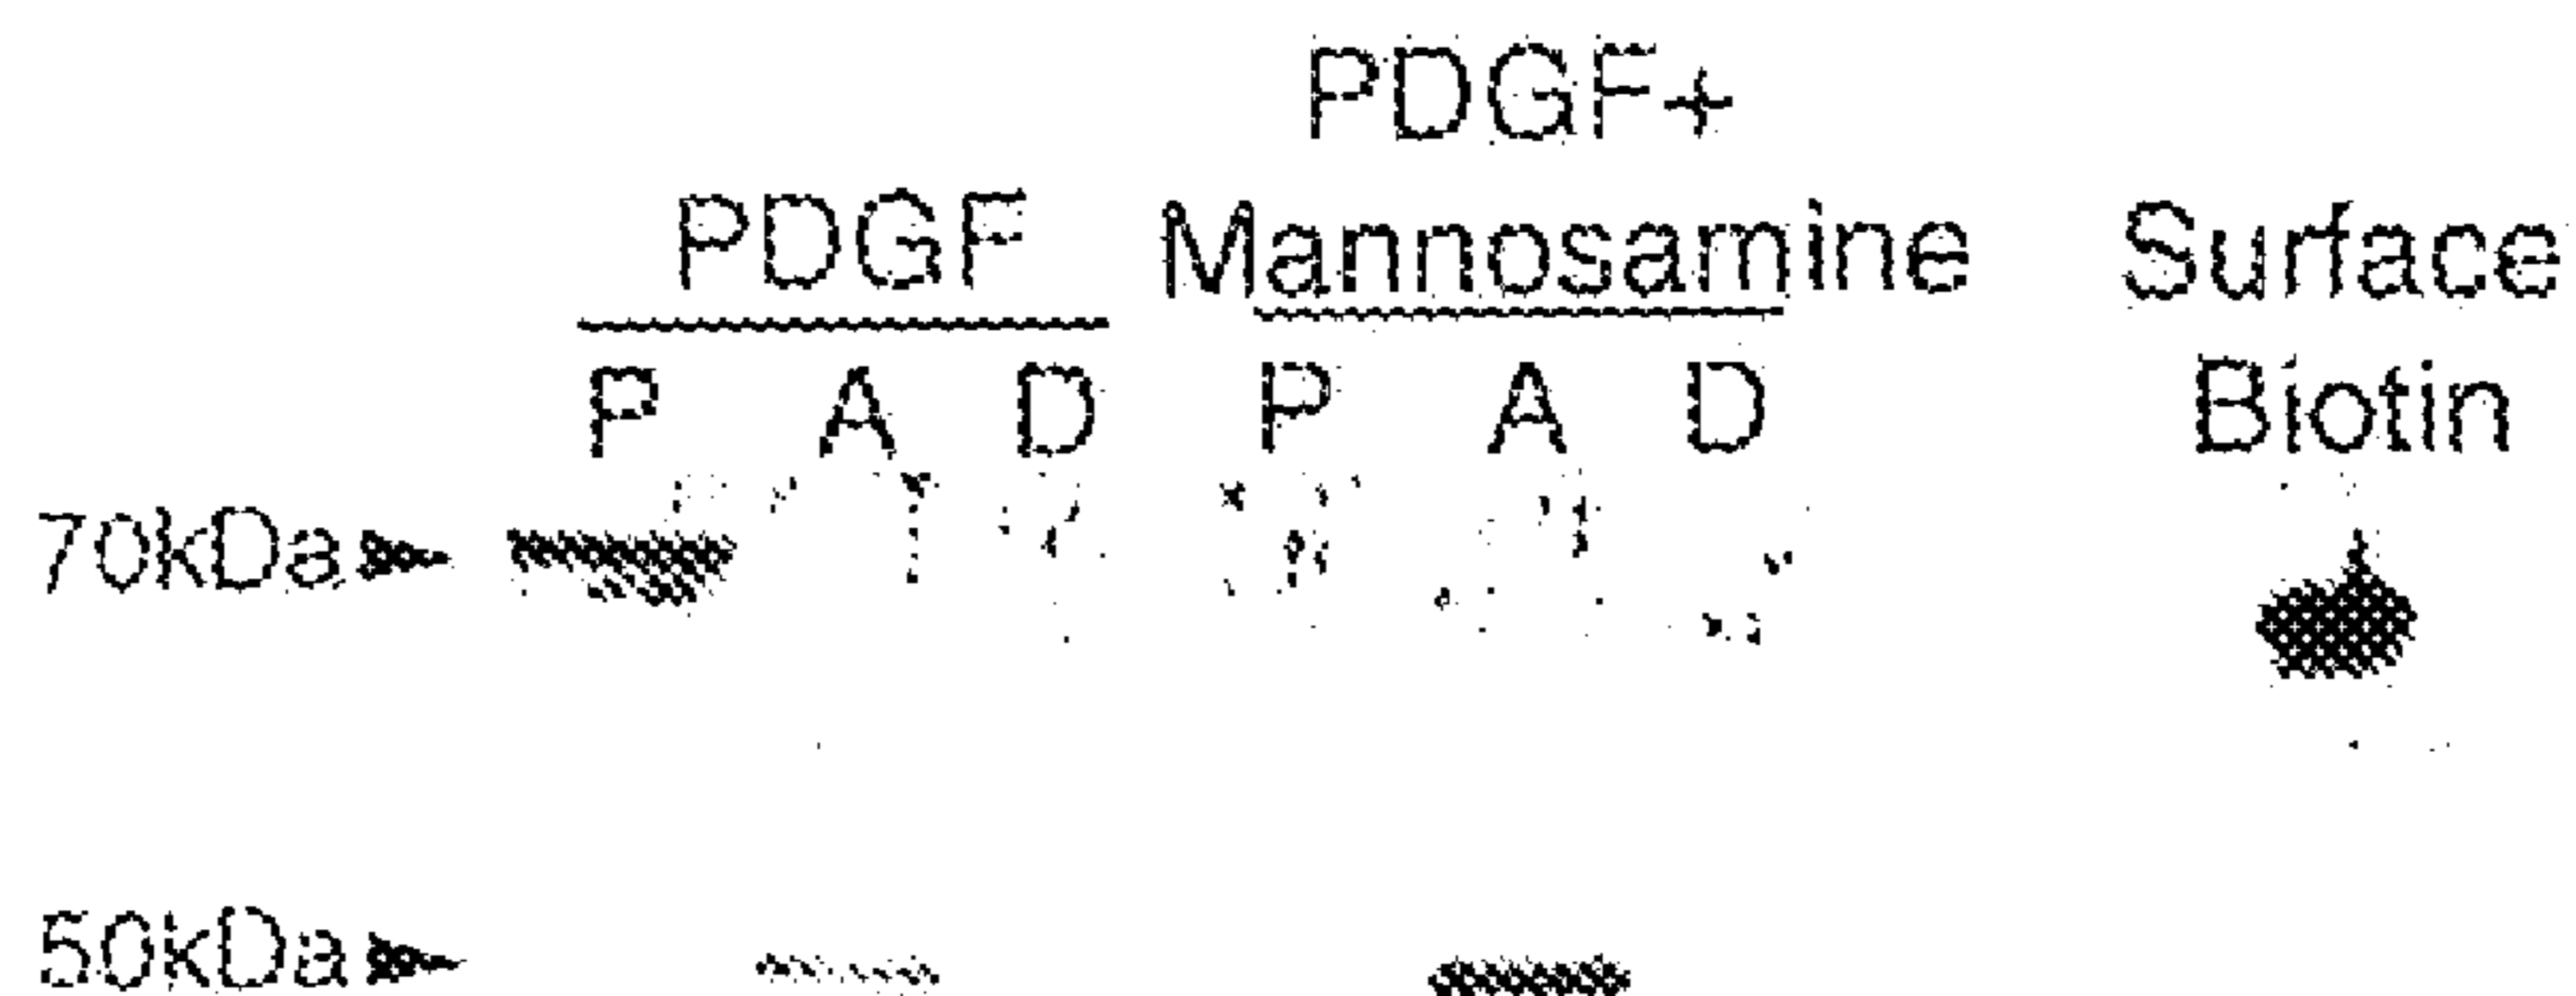 PDGF+
PDGF Mannosamine Surface
P A D P A D Biotin
70kDa
50kDa